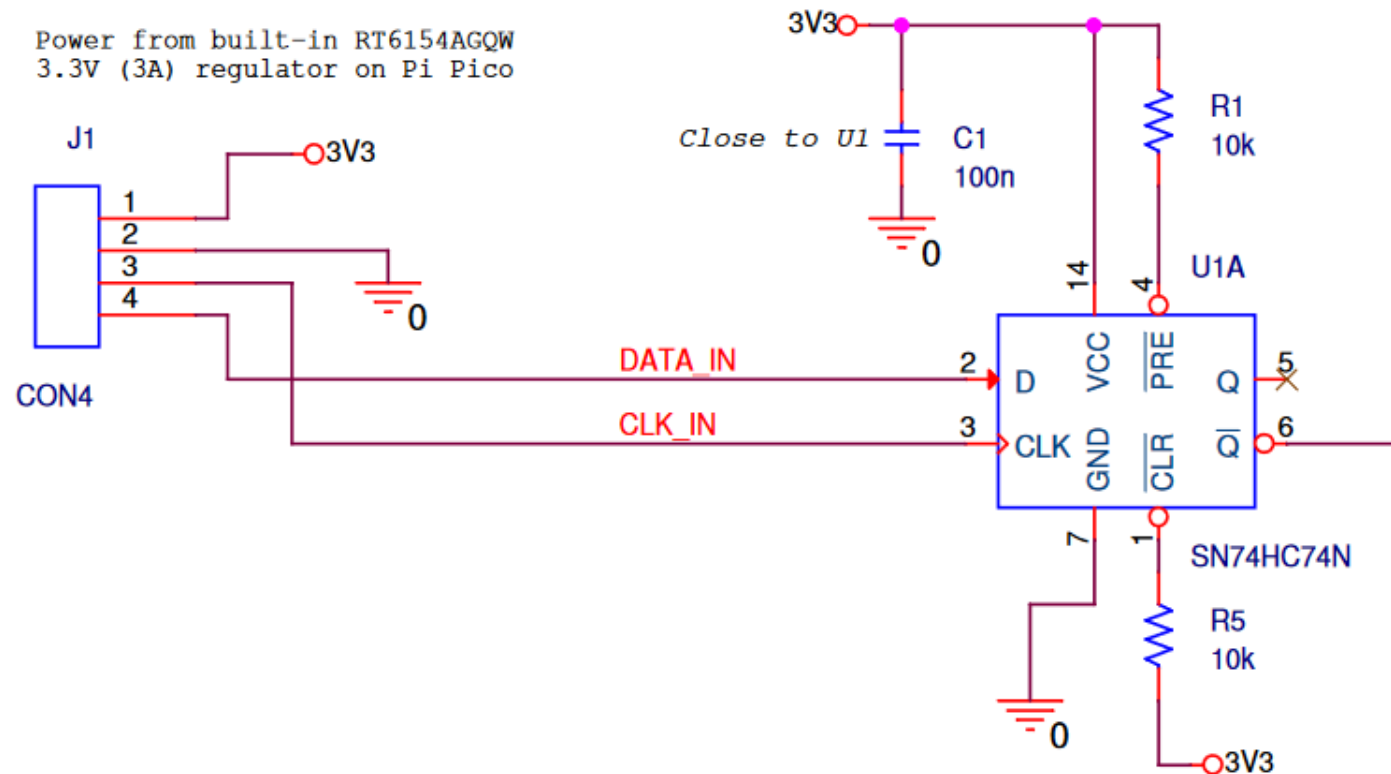 Power from built-in RT6154AGQW
3.3V (3A) regulator on Pi Pico
3V3
J1
3V3
1
2
3
4
0
CON4
Close to U1
C1
100n
0
R1
10k
U1A
14
4
DATA_IN
2
D
VCC
PRE
Q
5
CLK_IN
3
CLK
GND
CLR
Q
6
7
1
SN74HC74N
0
R5
10k
3V3